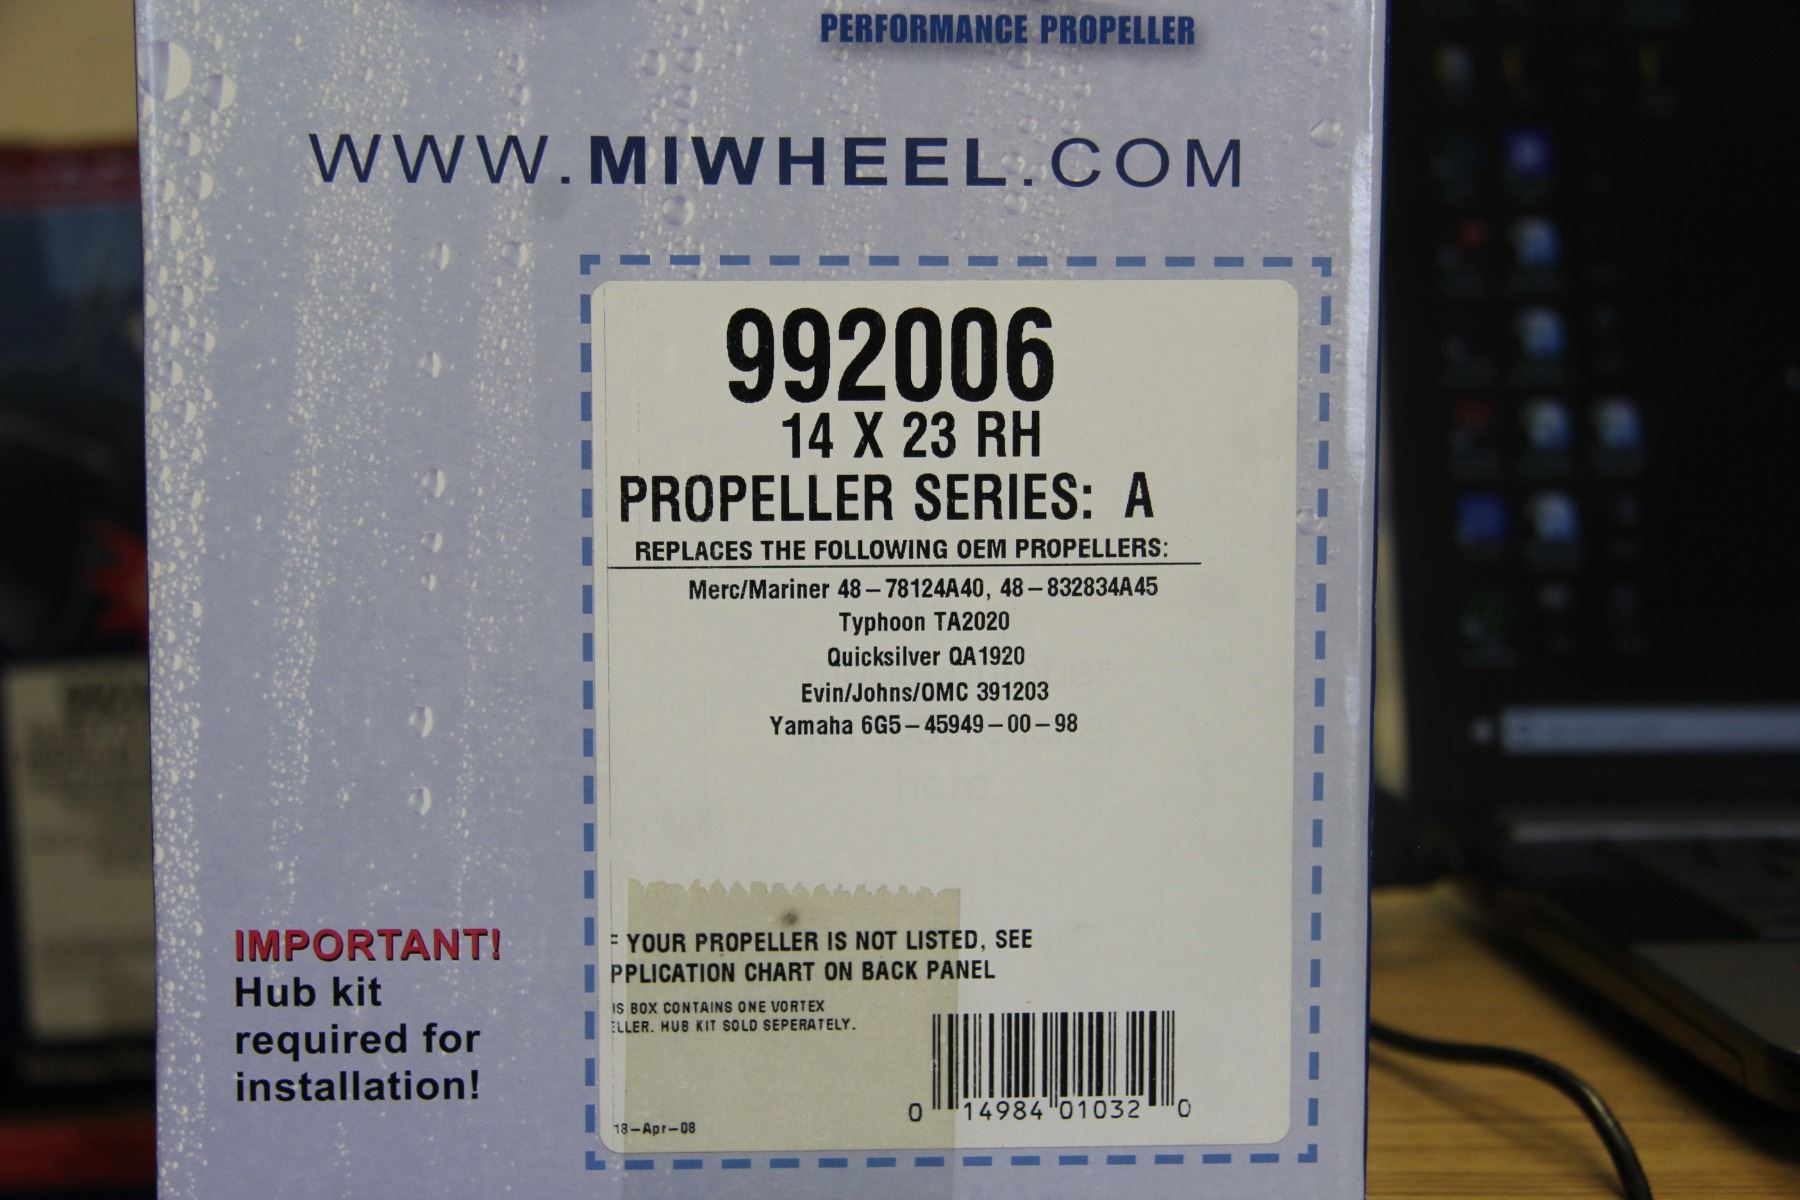 PERFORMANCE PROPELLER
WWW.MIWHEEL.COM
992006
14 X 23 RH
PROPELLER SERIES: A
REPLACES THE FOLLOWING OEM PROPELLERS:
Merc/Mariner 48-78124A40, 48-832834A45
Typhoon TA2020
Quicksilver QA1920
Evin/Johns/OMC 391203
Yamaha 6G5-45949-00-98
here
YOUR PROPELLER IS NOT LISTED, SEE
PPLICATION CHART ON BACK PANEL
IS BOX CONTAINS ONE VORTEX
ELLER. HUB KIT SOLD SEPERATELY.
18-Apr-08
0 14984 01032 0
IMPORTANT!
Hub kit
required for
installation!